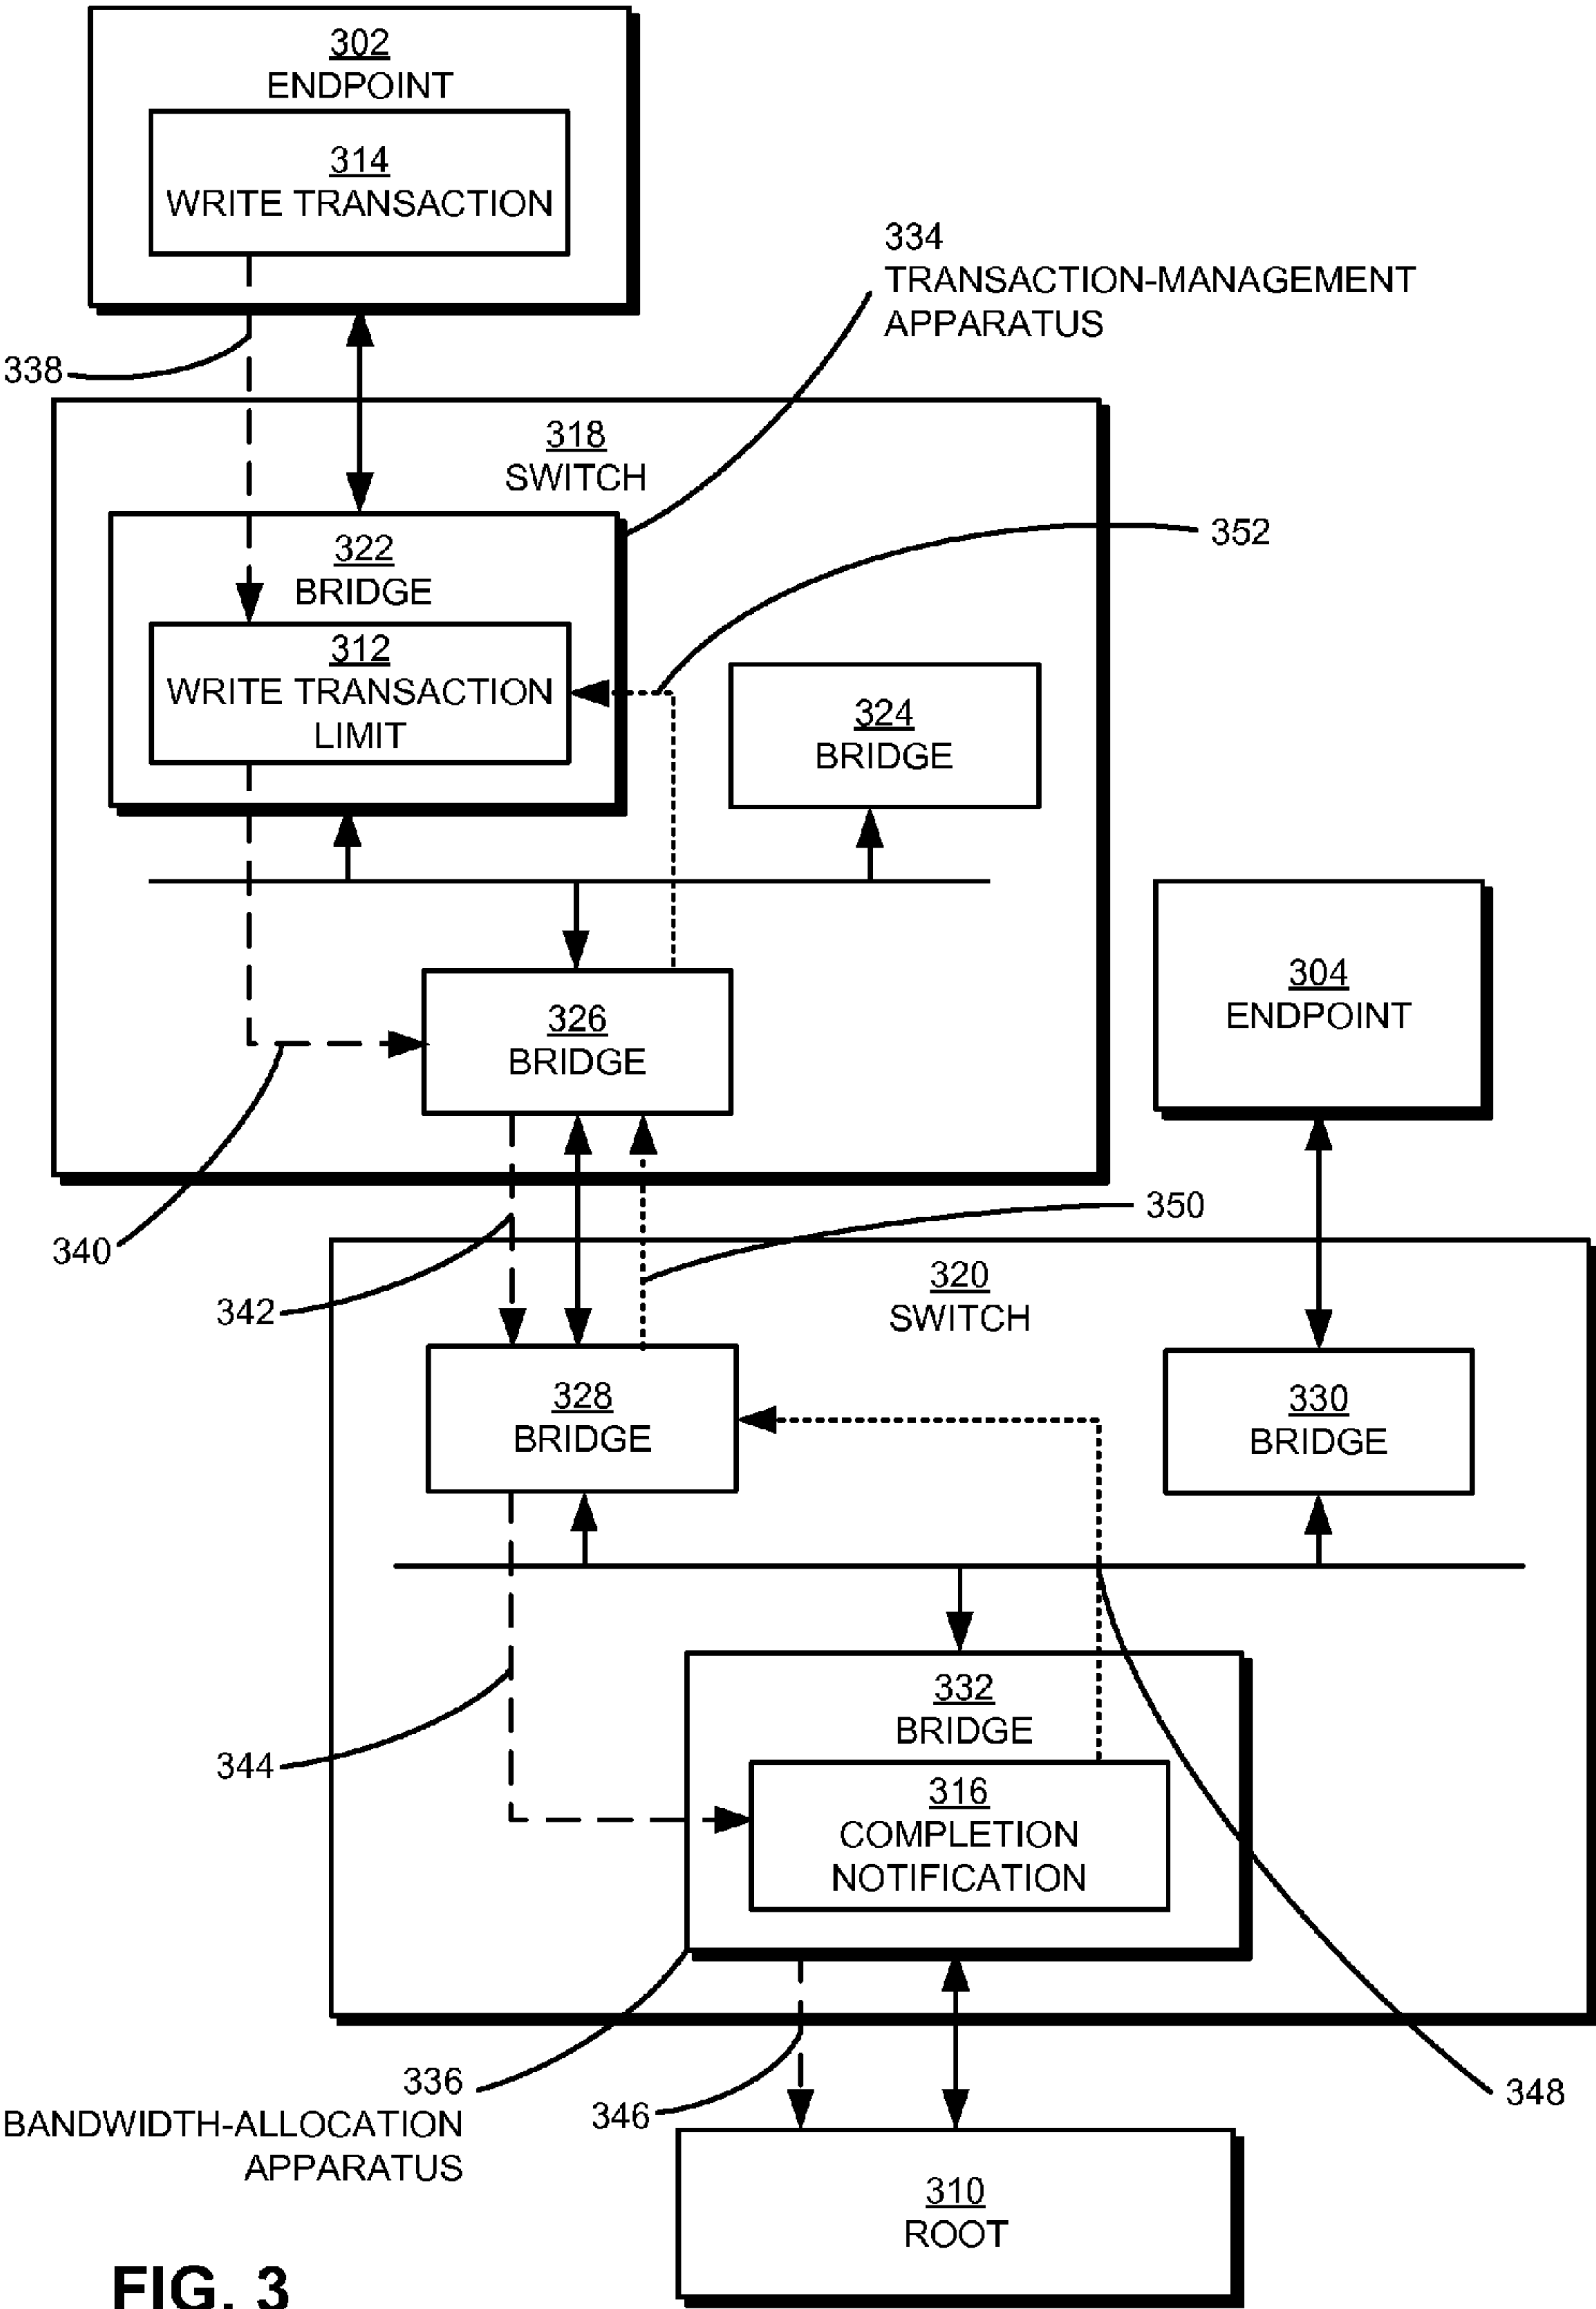 302
ENDPOINT
314
WRITE TRANSACTION
334
TRANSACTION-MANAGEMENT
APPARATUS
338
318
SWITCH
352
322
BRIDGE
312
WRITE TRANSACTION
LIMIT
324
BRIDGE
304
ENDPOINT
326
BRIDGE
350
340
342
320
SWITCH
328
BRIDGE
330
BRIDGE
332
BRIDGE
344
316
COMPLETION
NOTIFICATION
336
BANDWIDTH-ALLOCATION
APPARATUS
346
348
310
ROOT
FIG. 3